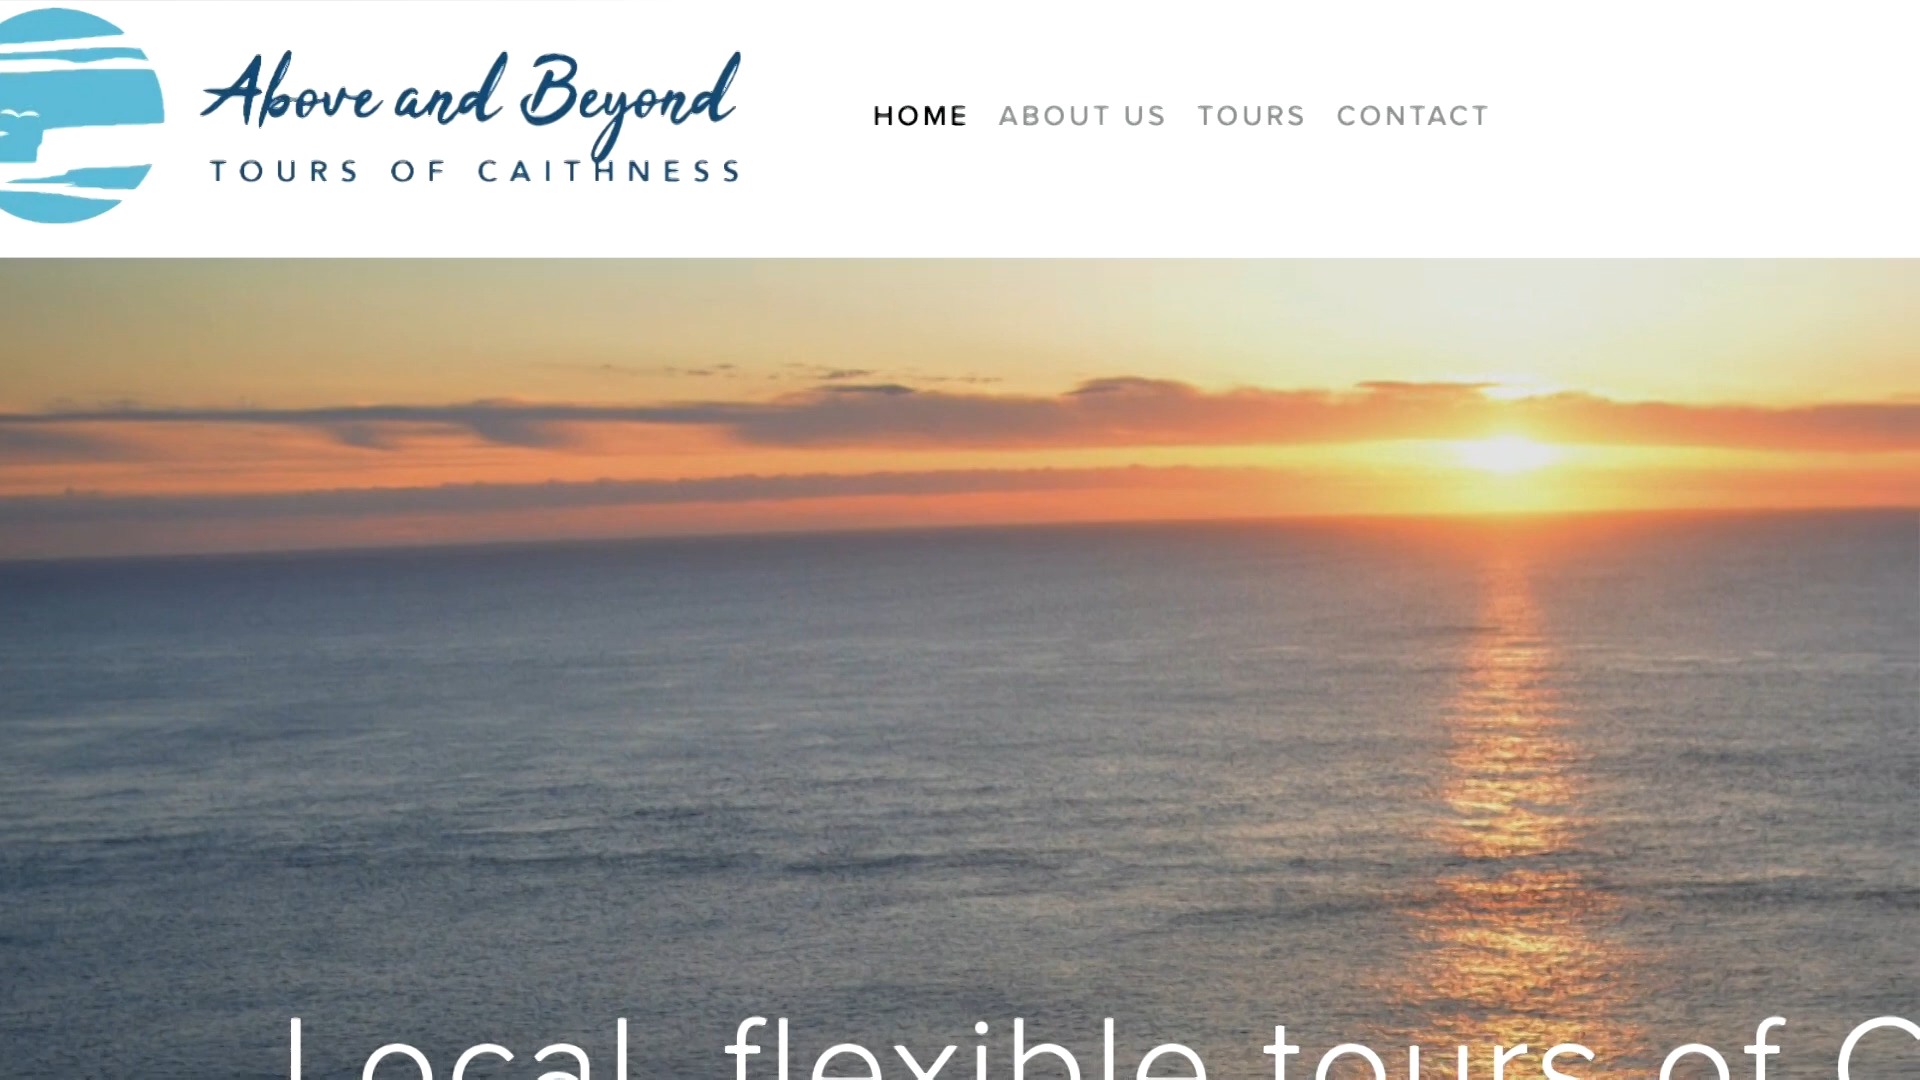 Above and Beyond
TOURS OF CAITHNESS
HOME ABOUT US TOURS CONTACT
Local, flexible tours of C